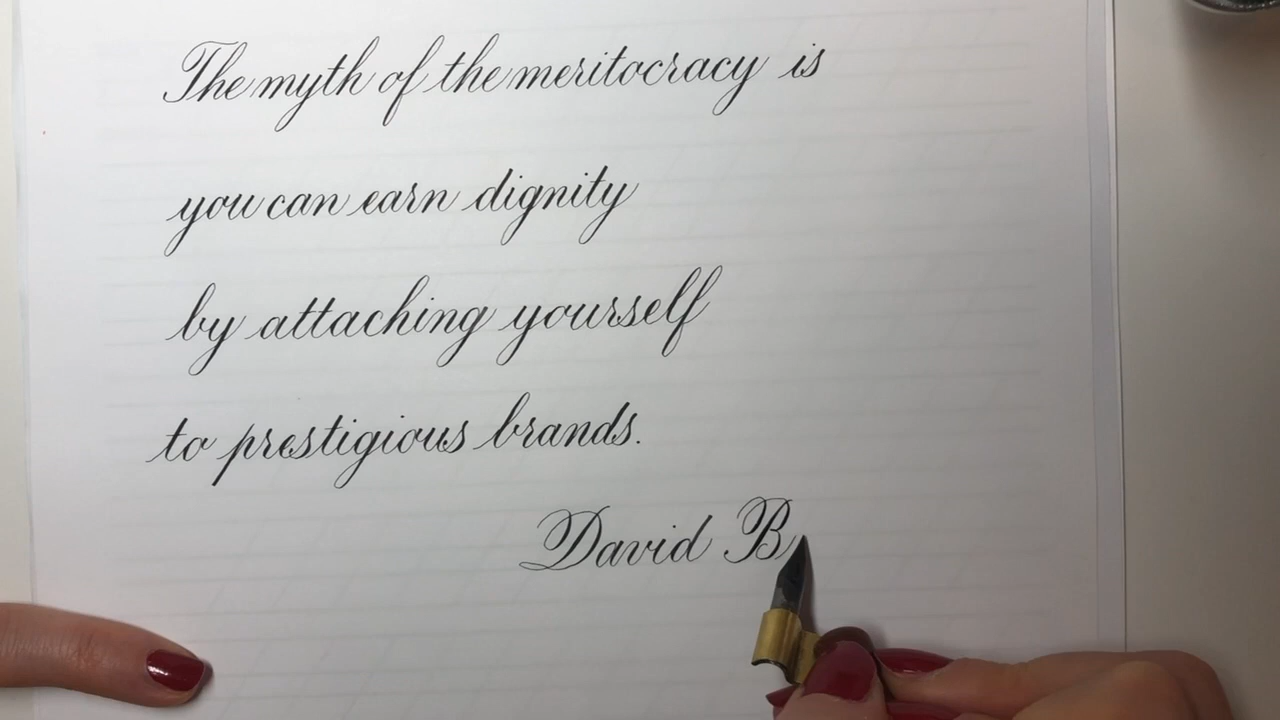 The myth of the meritocracy is
you can earn dignity
by attaching yourself
to prestigious brands.
David B